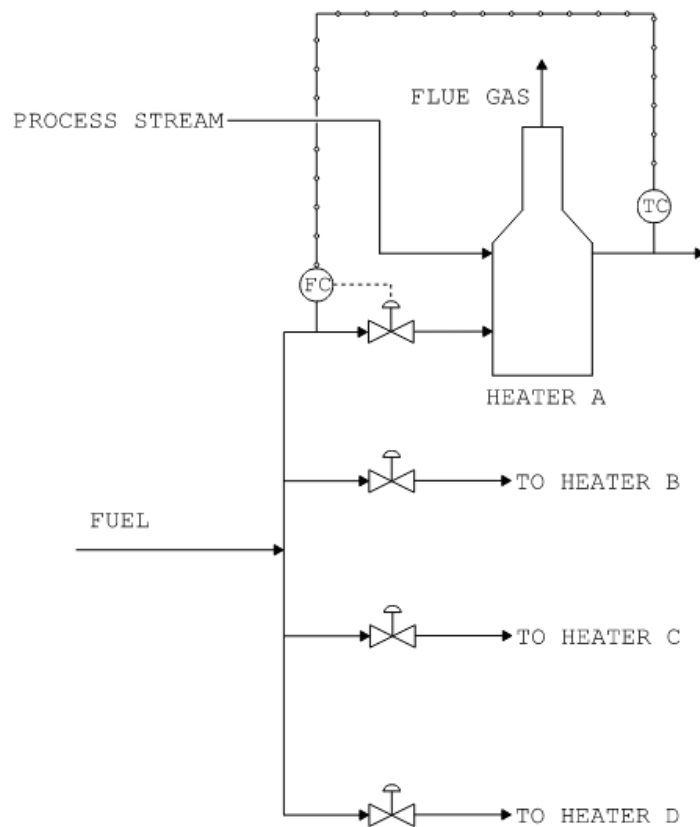 FLUE GAS
PROCESS STREAM
TC
FC
HEATER A
TO HEATER B
FUEL
TO HEATER C
TO HEATER D